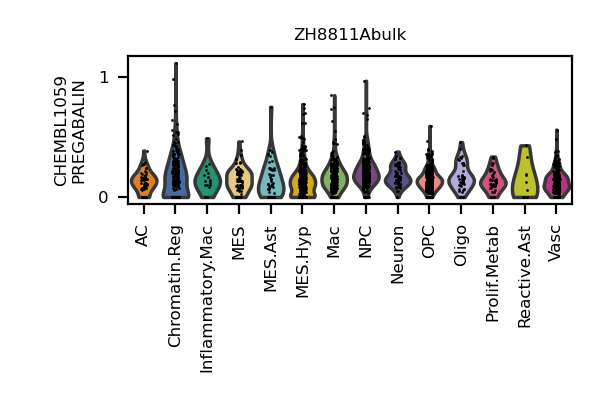 ZH8811Abulk
CHEMBL1059
PREGABALIN
1
0
AC
Chromatin.Reg
Inflammatory.Mac
MES
MES.Ast
MES.Hyp
Mac
NPC
Neuron
OPC
Oligo
Prolif.Metab
Reactive.Ast
Vasc